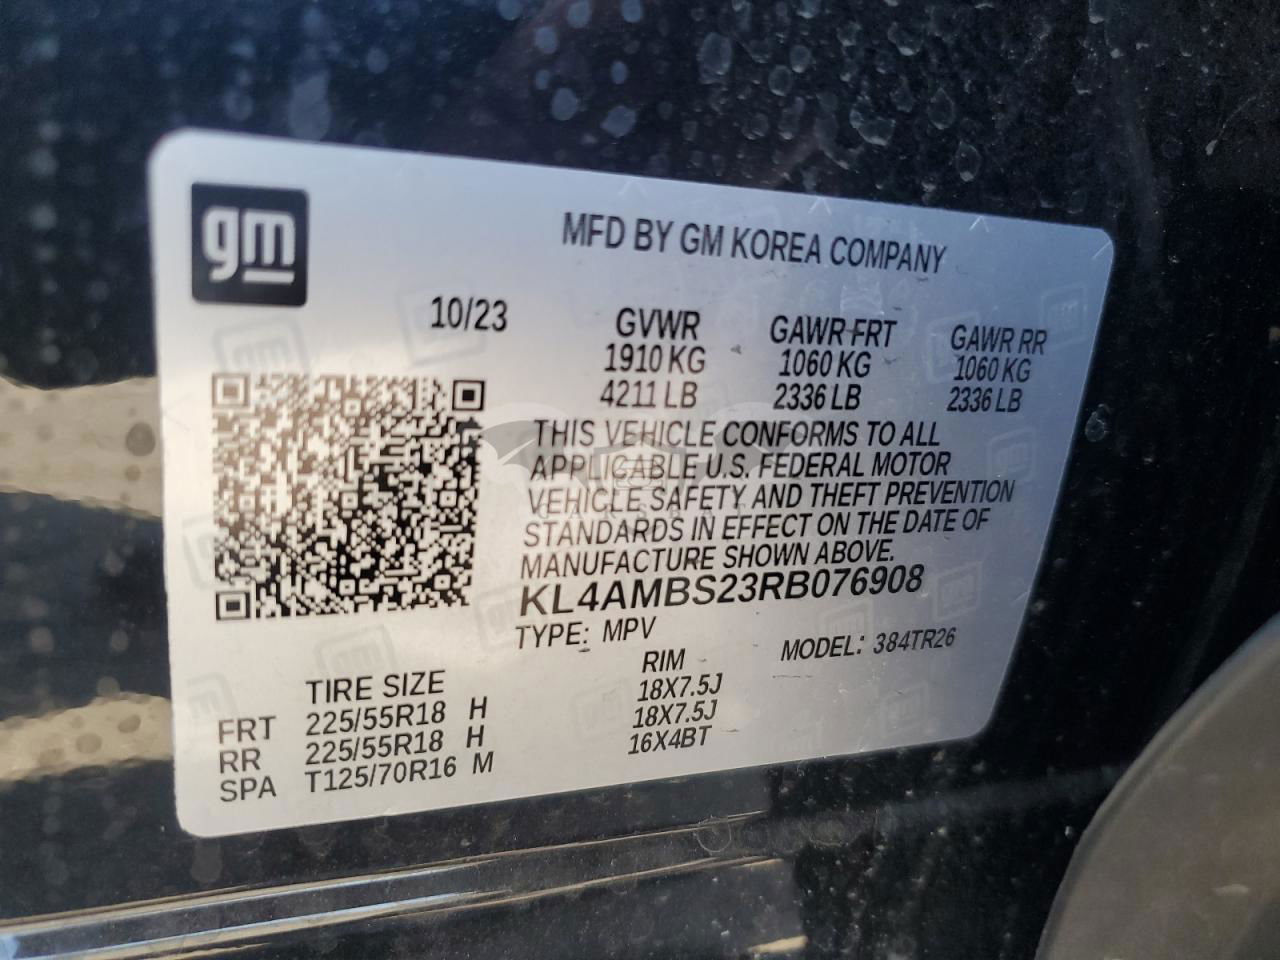 gm
MFD BY GM KOREA COMPANY
10/23 GVWR GAWR FRT GAWR RR
1910 KG 1060 KG 1060 KG
4211 LB 2336 LB 2336 LB
THIS VEHICLE CONFORMS TO ALL
APPLICABLE U.S. FEDERAL MOTOR
VEHICLE SAFETY AND THEFT PREVENTION
STANDARDS IN EFFECT ON THE DATE OF
MANUFACTURE SHOWN ABOVE.
KL4AMBS23RB076908
TYPE: MPV MODEL: 384TR26
TIRE SIZE RIM
FRT 225/55R18 H 18X7.5J
RR 225/55R18 H 18X7.5J
SPA T125/70R16 M 16X4BT